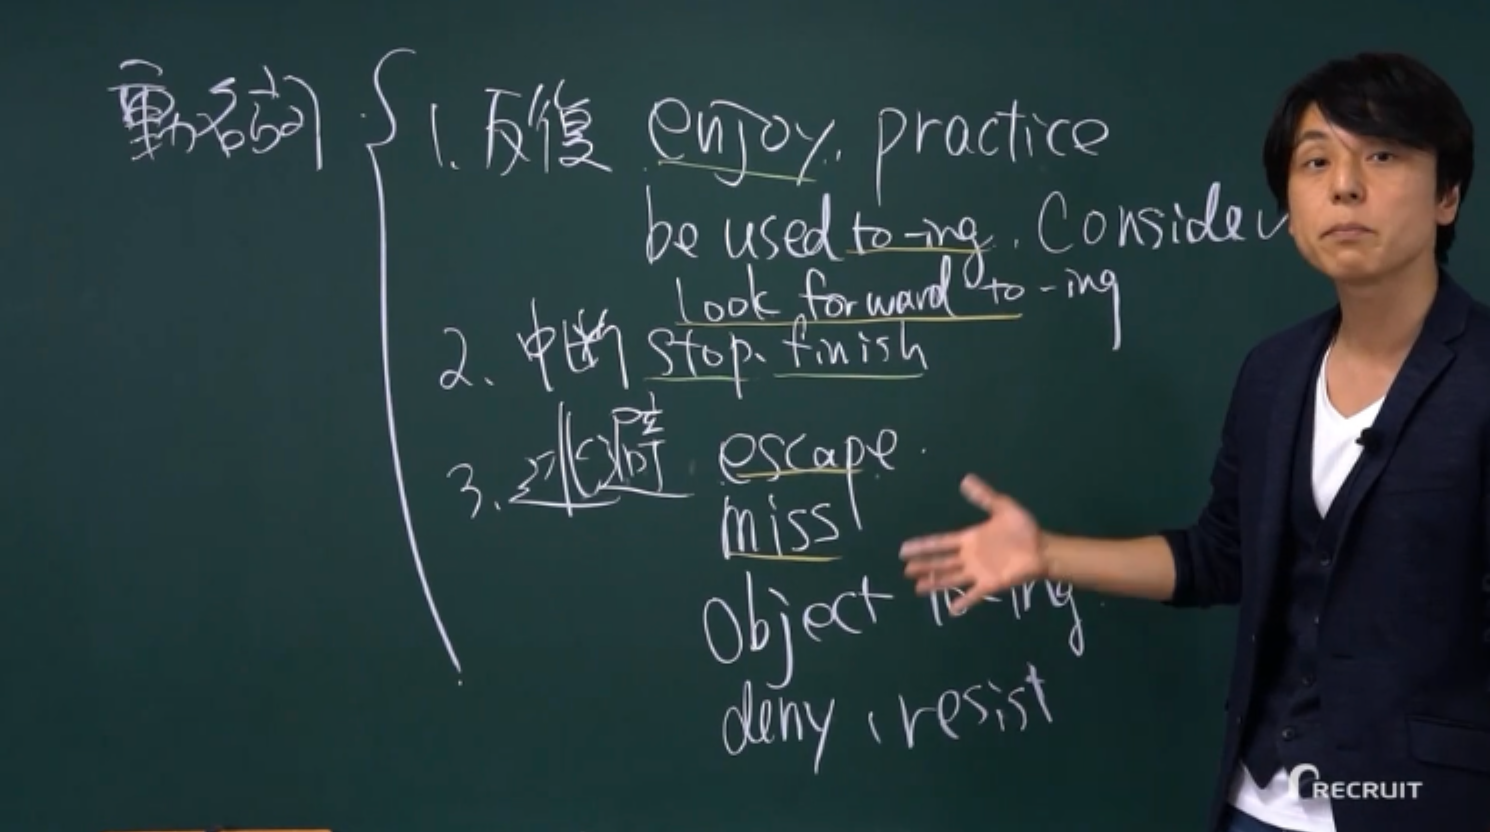 動名詞 1. 反復 enjoy. practice
be used to -ing. Consider
look forward to -ing
2. 中断 stop. finish
3. 逃避 escape.
miss
object to -ing.
deny, resist
RECRUIT